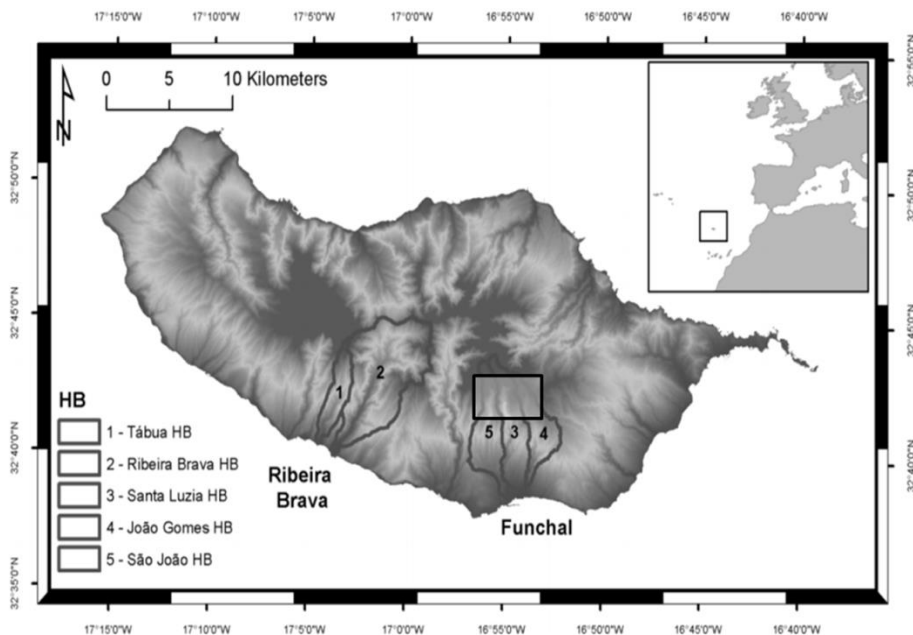 17°15'0"W 17°10'0"W 17°5'0"W 17°0'0"W 16°55'0"W 16°50'0"W 16°45'0"W 16°40'0"W
32°55'0"N
0 5 10 Kilometers
N
32°50'0"N
32°50'0"N
32°45'0"N
32°45'0"N
1
2
5 3 4
HB
1 - Tábua HB
2 - Ribeira Brava HB
3 - Santa Luzia HB
4 - João Gomes HB
5 - São João HB
Ribeira
Brava
Funchal
32°40'0"N
32°40'0"N
32°35'0"N
32°35'0"N
17°15'0"W 17°10'0"W 17°5'0"W 17°0'0"W 16°55'0"W 16°50'0"W 16°45'0"W 16°40'0"W